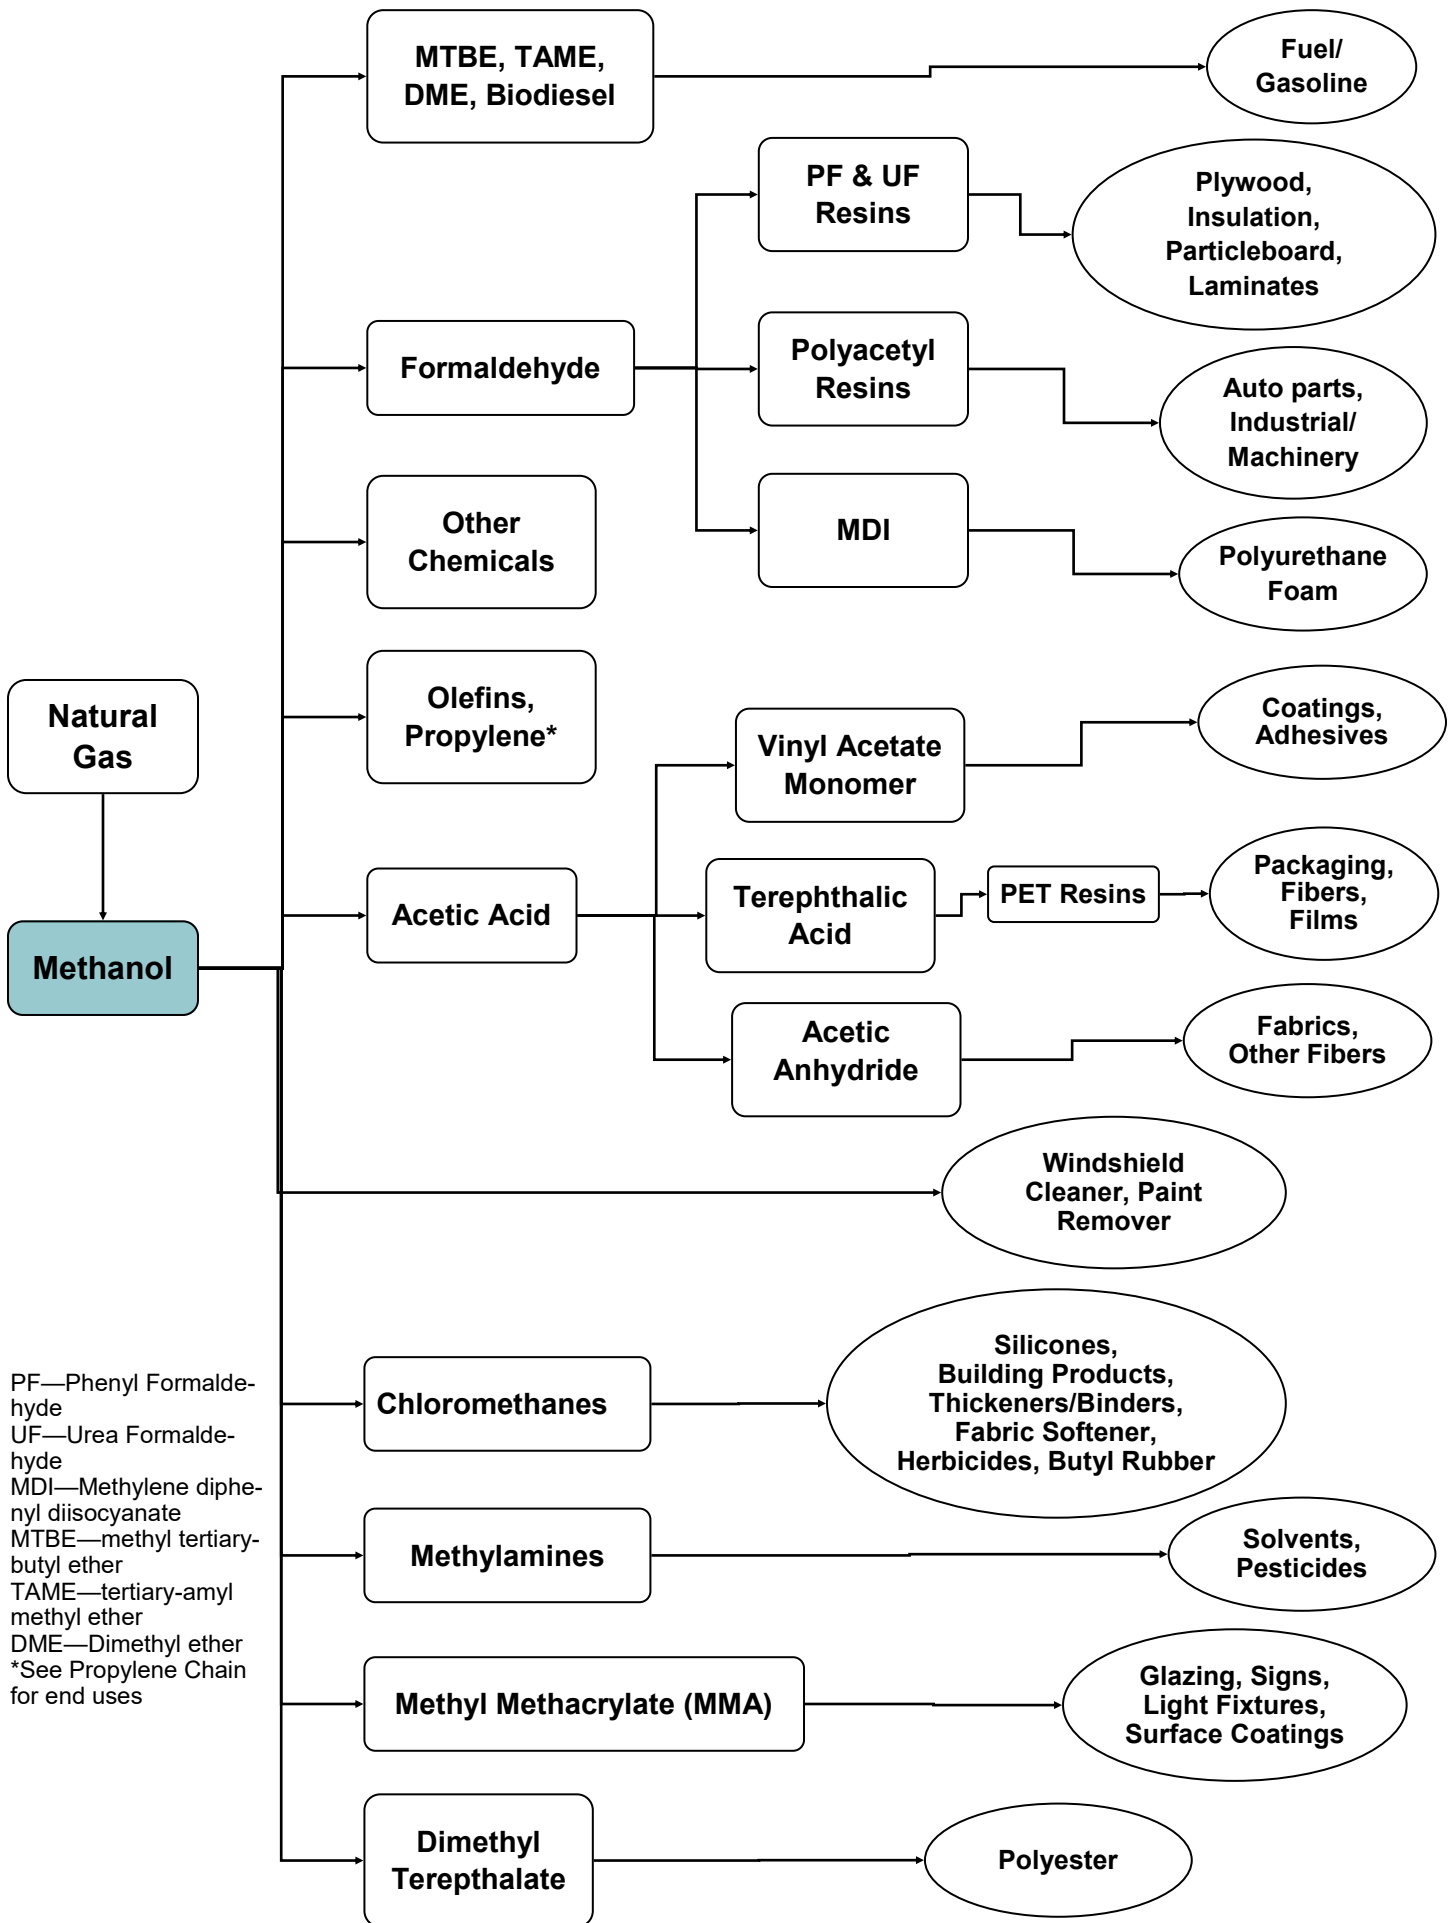 MTBE, TAME,
DME, Biodiesel
Fuel/
Gasoline
PF & UF
Resins
Plywood,
Insulation,
Particleboard,
Laminates
Formaldehyde
Polyacetyl
Resins
Auto parts,
Industrial/
Machinery
Other
Chemicals
MDI
Polyurethane
Foam
Natural
Gas
Olefins,
Propylene*
Vinyl Acetate
Monomer
Coatings,
Adhesives
Methanol
Acetic Acid
Terephthalic
Acid
PET Resins
Packaging,
Fibers,
Films
Acetic
Anhydride
Fabrics,
Other Fibers
Windshield
Cleaner, Paint
Remover
Chloromethanes
Silicones,
Building Products,
Thickeners/Binders,
Fabric Softener,
Herbicides, Butyl Rubber
Methylamines
Solvents,
Pesticides
Methyl Methacrylate (MMA)
Glazing, Signs,
Light Fixtures,
Surface Coatings
Dimethyl
Terepthalate
Polyester
PF—Phenyl Formalde-
hyde
UF—Urea Formalde-
hyde
MDI—Methylene diphe-
nyl diisocyanate
MTBE—methyl tertiary-
butyl ether
TAME—tertiary-amyl
methyl ether
DME—Dimethyl ether
*See Propylene Chain
for end uses